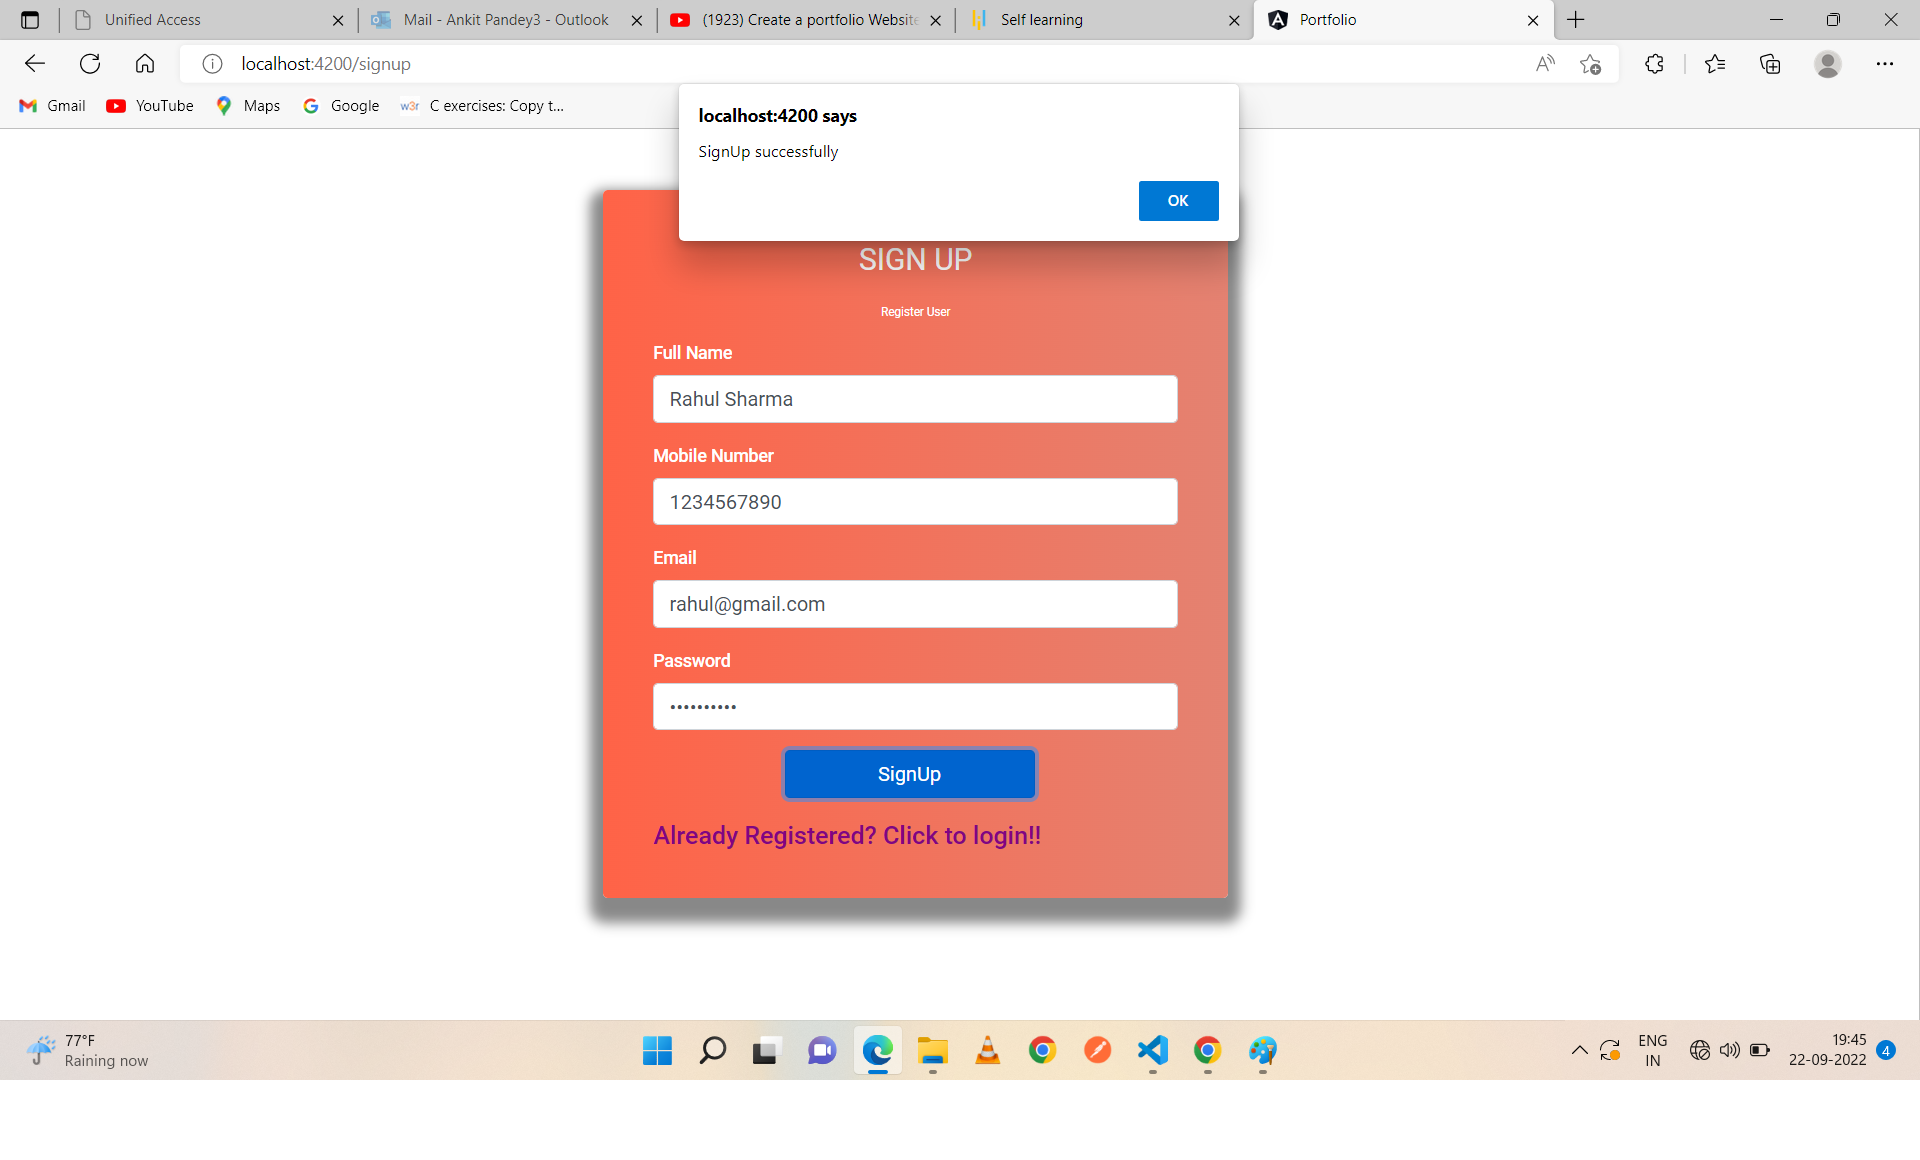 Unified Access
Mail - Ankit Pandey3 - Outlook
(1923) Create a portfolio Website
Self learning
Portfolio
localhost:4200/signup
Gmail
YouTube
Maps
Google
w3r
C exercises: Copy t...
localhost:4200 says
SignUp successfully
OK
SIGN UP
Register User
Full Name
Rahul Sharma
Mobile Number
1234567890
Email
rahul@gmail.com
Password
••••••••••
SignUp
Already Registered? Click to login!!
77°F
Raining now
ENG
IN
19:45
22-09-2022
4